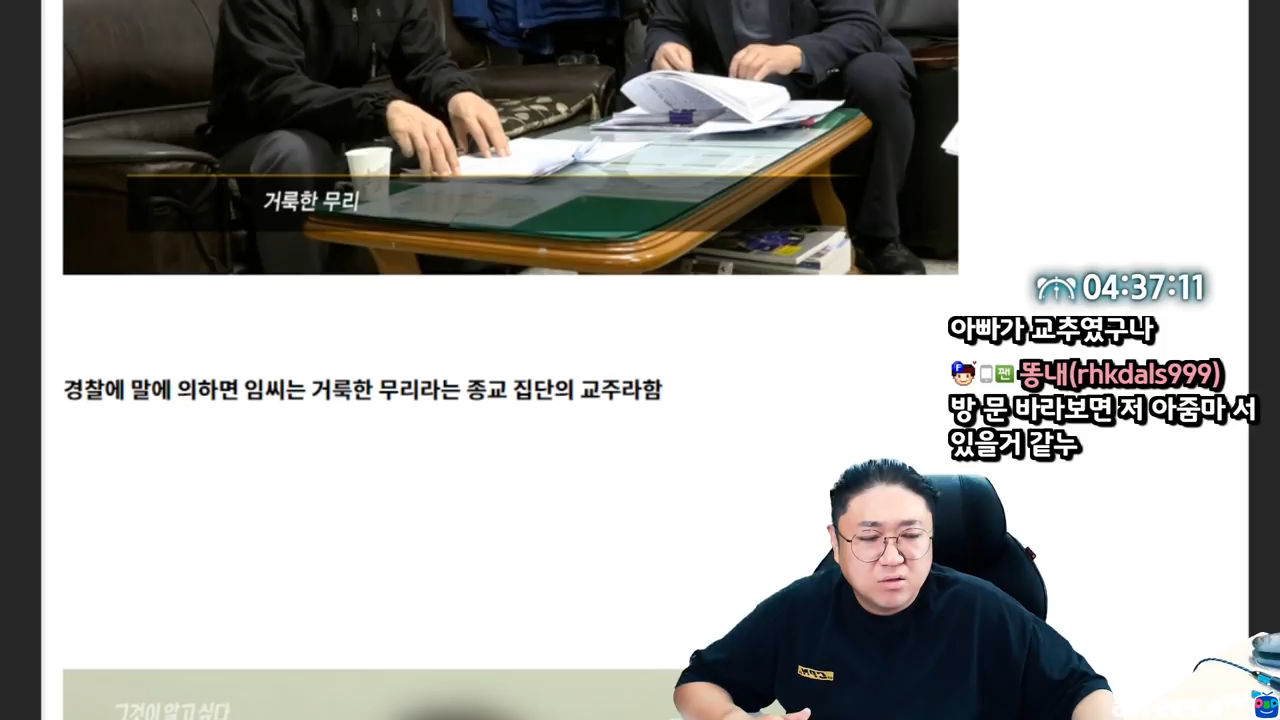 거룩한 무리
04:37:11
아빠가 교추였구나
팬 똥내(rhkdals999)
방 문 바라보면 저 아줌마 서
있을거 같누
경찰에 말에 의하면 임씨는 거룩한 무리라는 종교 집단의 교주라함
그것이 알고 싶다